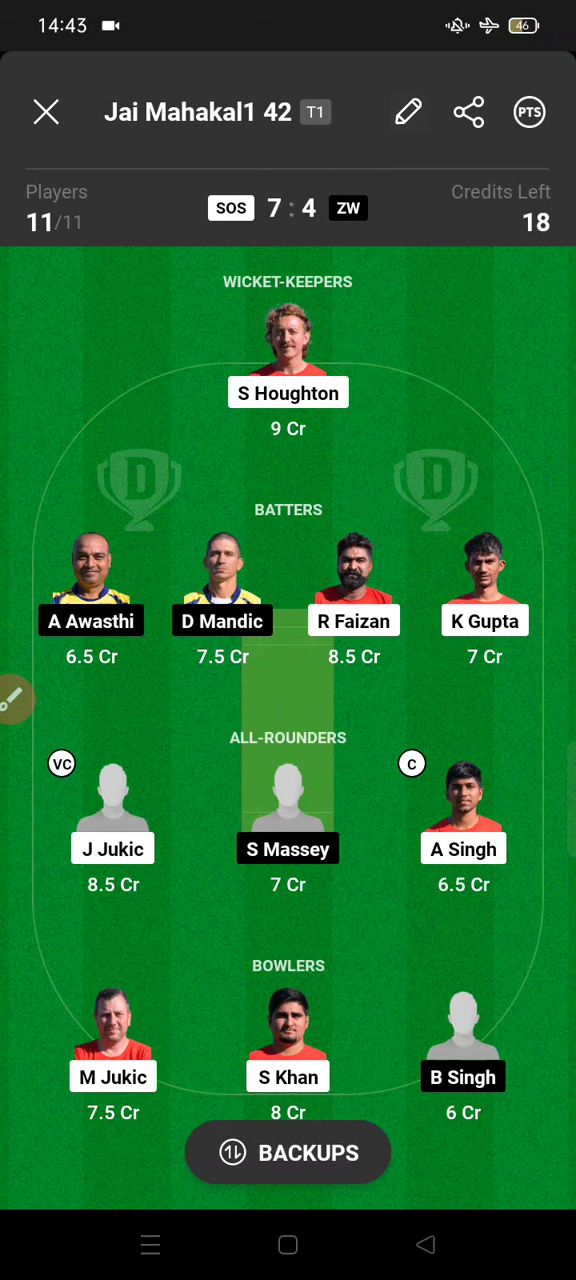 14:43 46
Jai Mahakal1 42 T1 PTS
Players Credits Left
11/11 SOS 7 : 4 ZW 18
WICKET-KEEPERS
S Houghton
9 Cr
D D
BATTERS
A Awasthi D Mandic R Faizan K Gupta
6.5 Cr 7.5 Cr 8.5 Cr 7 Cr
ALL-ROUNDERS
VC C
J Jukic S Massey A Singh
8.5 Cr 7 Cr 6.5 Cr
BOWLERS
M Jukic S Khan B Singh
7.5 Cr 8 Cr 6 Cr
BACKUPS